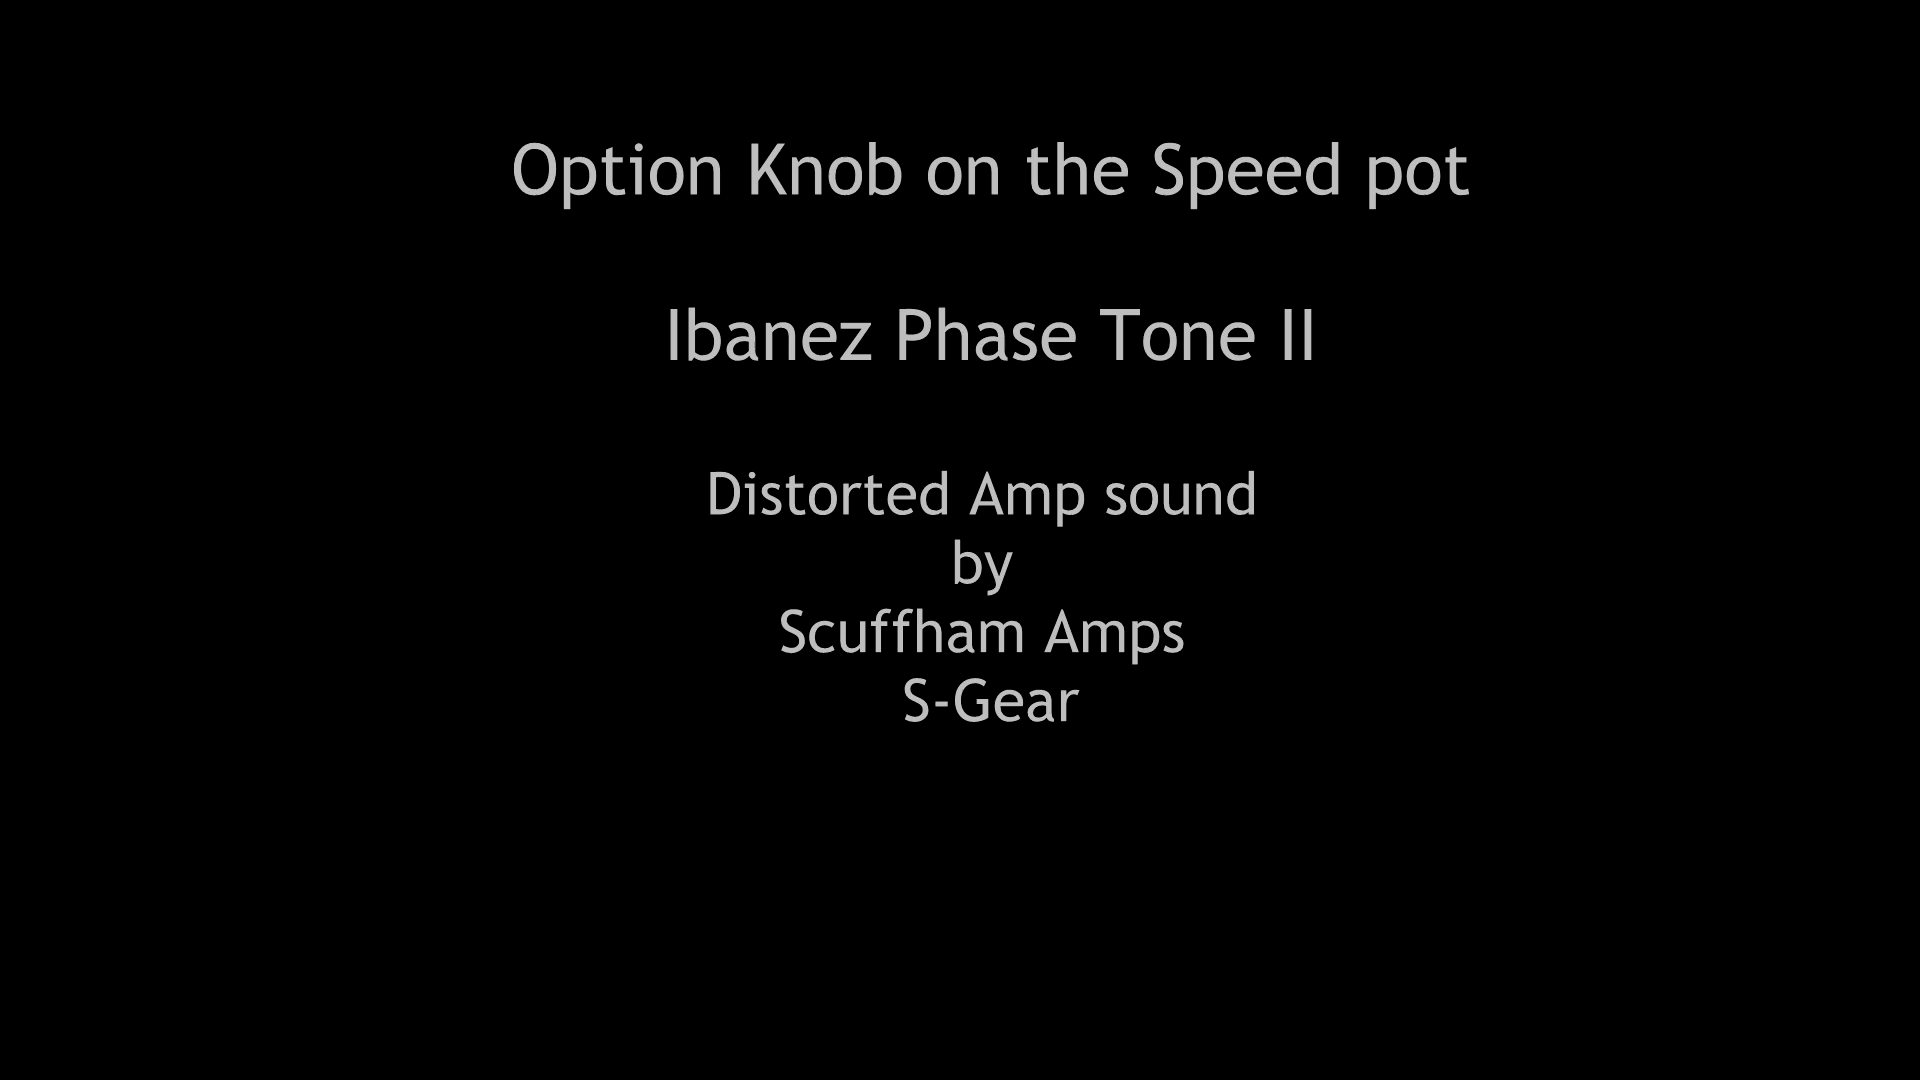 Option Knob on the Speed pot
Ibanez Phase Tone II
Distorted Amp sound
by
Scuffham Amps
S-Gear